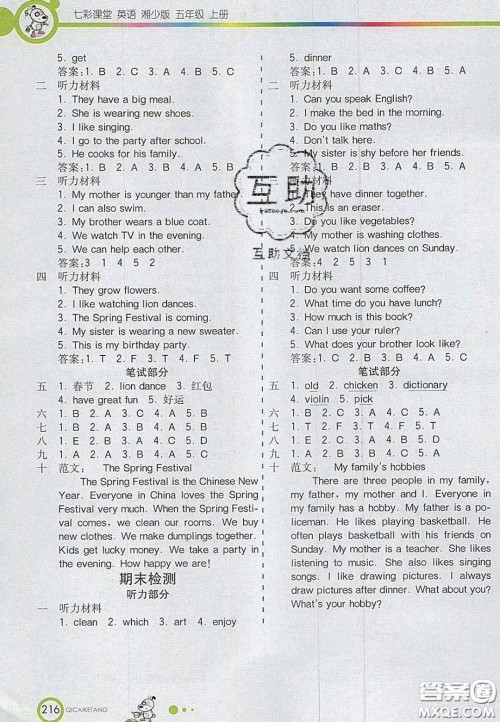 七彩课堂 英语 湘少版 五年级 上册
5. get
答案：1. B 2. C 3. A 4. B 5. A
二 听力材料
1. They have a big meal.
2. She is wearing new shoes.
3. I like singing.
4. I go to the party after school.
5. He cooks for his family.
答案：1. B 2. B 3. A 4. A 5. B
三 听力材料
1. My mother is younger than my father.
2. I can also swim.
3. My brother wears a blue coat.
4. We watch TV in the evening.
5. We can help each other.
答案：3 1 4 5 2
四 听力材料
1. They grow flowers.
2. I like watching lion dances.
3. The Spring Festival is coming.
4. My sister is wearing a new sweater.
5. This is my birthday party.
答案：1. T 2. F 3. T 4. F 5. T
笔试部分
五 1. 春节 2. lion dance 3. 红包
4. have great fun 5. 好运
六 1. B 2. A 3. C 4. A 5. B
七 1. B 2. B 3. A 4. B 5. B
八 1. E 2. D 3. A 4. C 5. B
九 1. A 2. B 3. A 4. A 5. B
十 范文： The Spring Festival
The Spring Festival is the Chinese New
Year. Everyone in China loves the Spring
Festival very much. When the Spring Festi-
val comes, we clean our rooms. We buy
new clothes. We make dumplings together.
Kids get lucky money. We take a party in
the evening. How happy we are!
期末检测
听力部分
一 听力材料
1. clean 2. which 3. art 4. enjoy
5. dinner
答案：1. B 2. A 3. B 4. C 5. A
二 听力材料
1. Can you speak English?
2. I make the bed in the morning.
3. Do you like maths?
4. Don't talk here.
5. My sister is shy before her friends.
答案：
三 听力材料
1. They have dinner together.
2. This is an eraser.
3. Do you like vegetables?
4. My mother is watching TV.
5. We watch lion dances on Sunday.
答案：4 2 5 3 1
四 听力材料
1. Do you want some coffee?
2. What time do you have lunch?
3. How much is this book?
4. Can I use your ruler?
5. What does your brother look like?
答案：1. T 2. F 3. F 4. T 5. T
笔试部分
五 1. old 2. chicken 3. dictionary
4. violin 5. pick
六 1. B 2. C 3. B 4. C 5. A
七 1. C 2. A 3. B 4. B 5. A
八 1. C 2. A 3. B 4. E 5. D
九 1. C 2. A 3. B 4. C 5. A
十 范文： My family's hobbies
There are three people in my family,
my father, my mother and I. Everyone in
my family has a hobby. My father is a po-
liceman. He likes playing basketball. He
often plays basketball with his friends on
Sunday. My mother is a teacher. She likes
listening to music. She also likes singing. I
like drawing pictures. I always
draw pictures after dinner. What about you?
What's your hobby?
互助
互助文档
216 QICAIKETANG
答案圈
MXQE.COM